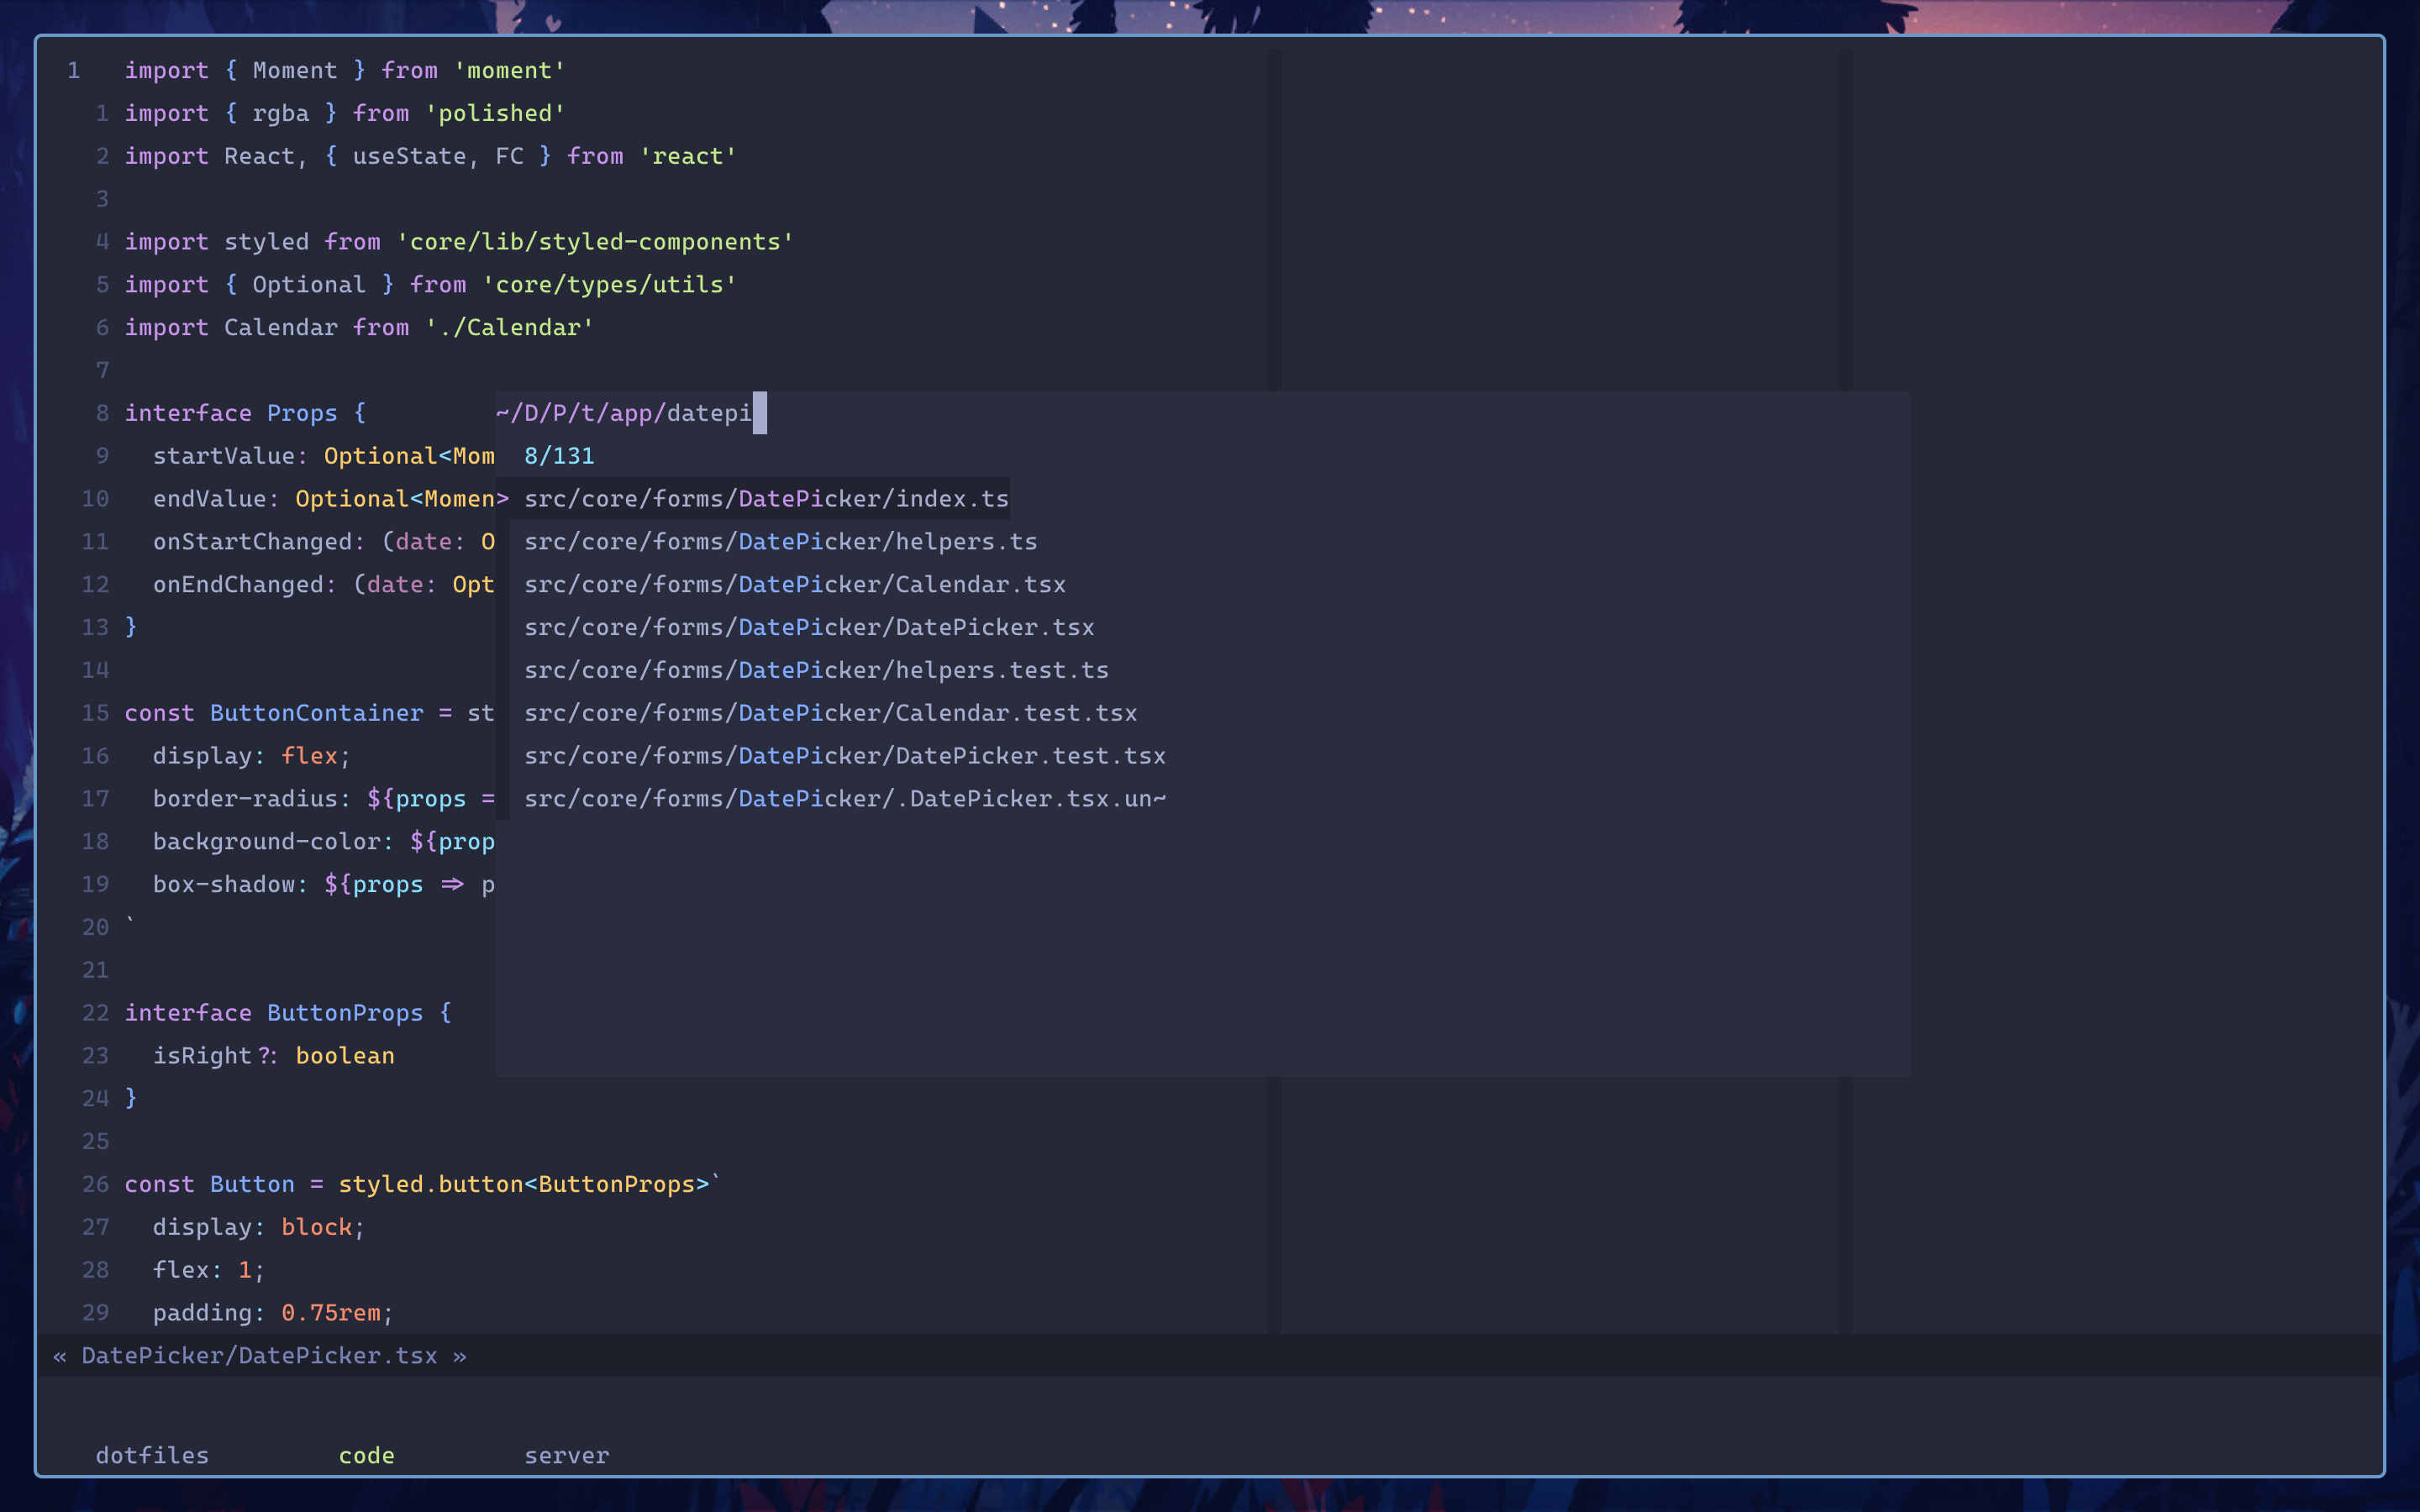 1 import { Moment } from 'moment'
1 import { rgba } from 'polished'
2 import React, { useState, FC } from 'react'
3
4 import styled from 'core/lib/styled-components'
5 import { Optional } from 'core/types/utils'
6 import Calendar from './Calendar'
7
8 interface Props { ~/D/P/t/app/datepi
9 startValue: Optional<Mom 8/131
10 endValue: Optional<Momen> src/core/forms/DatePicker/index.ts
11 onStartChanged: (date: O src/core/forms/DatePicker/helpers.ts
12 onEndChanged: (date: Opt src/core/forms/DatePicker/Calendar.tsx
13 } src/core/forms/DatePicker/DatePicker.tsx
14 src/core/forms/DatePicker/helpers.test.ts
15 const ButtonContainer = st src/core/forms/DatePicker/Calendar.test.tsx
16 display: flex; src/core/forms/DatePicker/DatePicker.test.tsx
17 border-radius: ${props = src/core/forms/DatePicker/.DatePicker.tsx.un~
18 background-color: ${prop
19 box-shadow: ${props => p
20 `
21
22 interface ButtonProps {
23 isRight?: boolean
24 }
25
26 const Button = styled.button<ButtonProps>`
27 display: block;
28 flex: 1;
29 padding: 0.75rem;
« DatePicker/DatePicker.tsx »
dotfiles code server